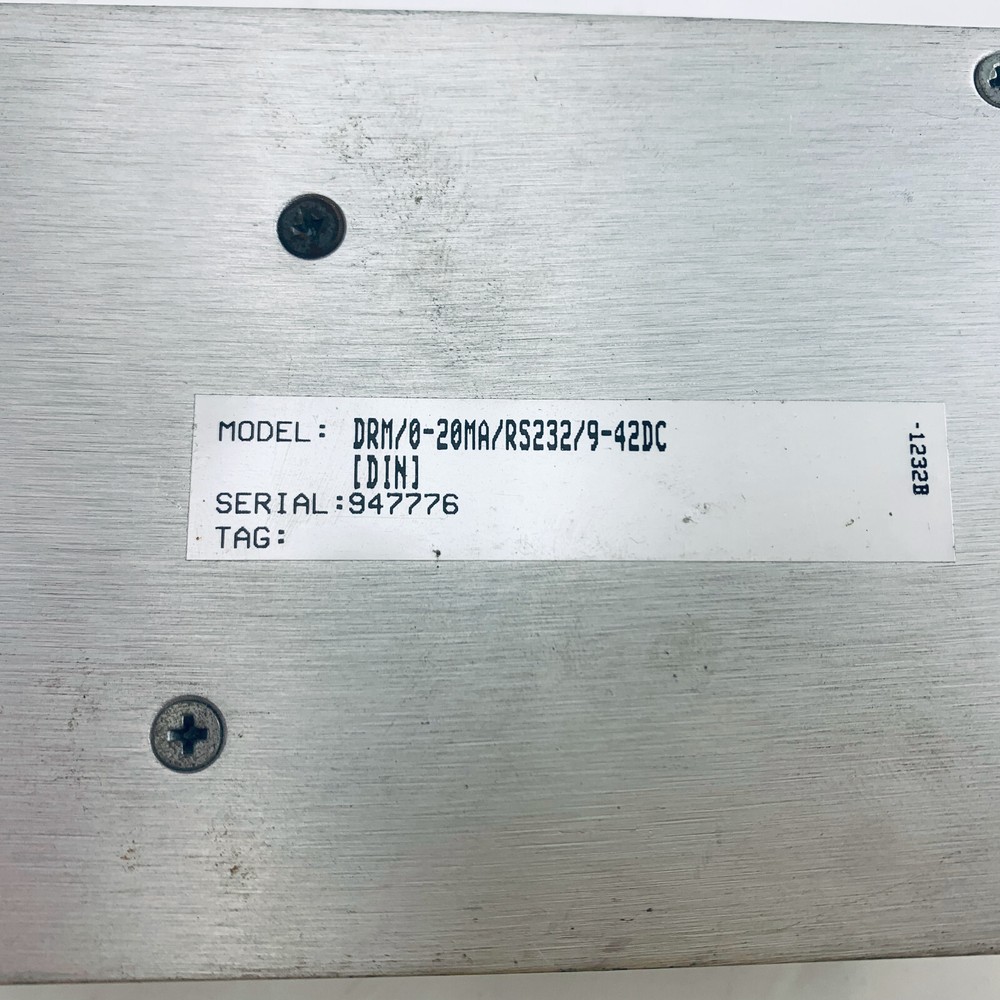 MODEL: DRM/0-20MA/RS232/9-42DC
[DIN]
SERIAL:947776
TAG:
-1232B